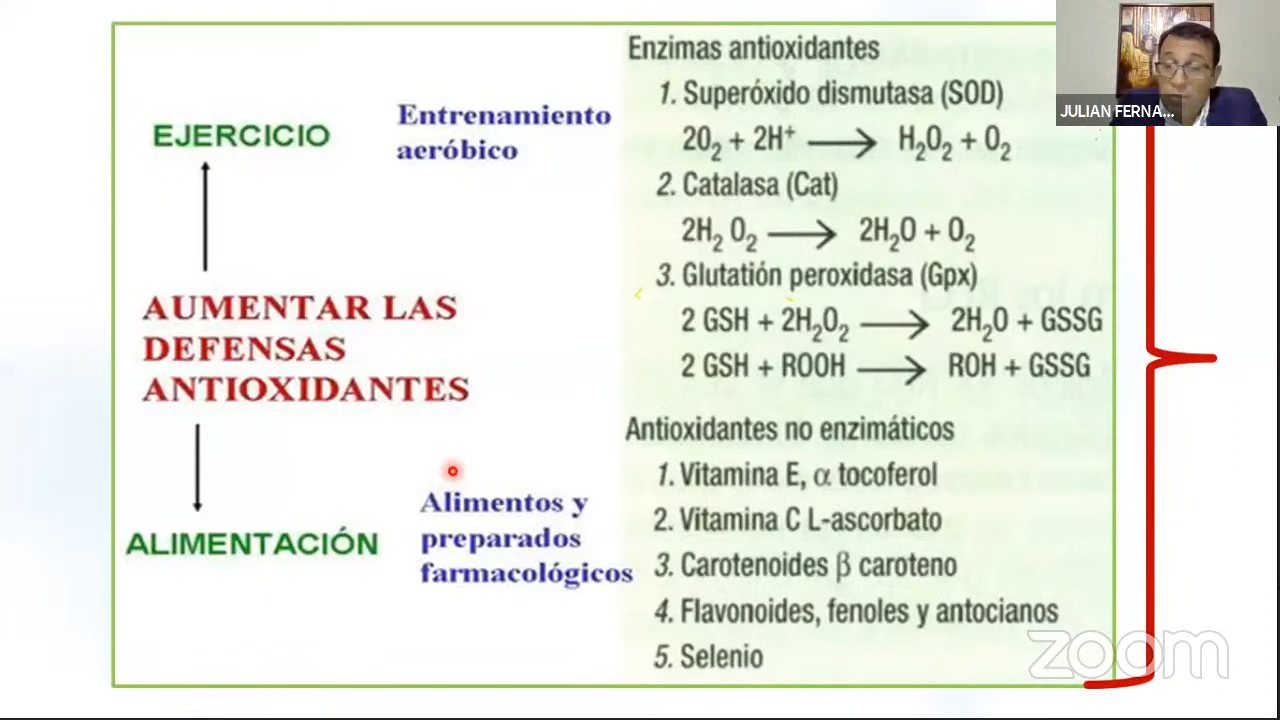 EJERCICIO
Entrenamiento
aeróbico
AUMENTAR LAS
DEFENSAS
ANTIOXIDANTES
ALIMENTACIÓN
Alimentos y
preparados
farmacológicos
Enzimas antioxidantes
1. Superóxido dismutasa (SOD)
2O₂ + 2H⁺ ⟶ H₂O₂ + O₂
2. Catalasa (Cat)
2H₂ O₂ ⟶ 2H₂O + O₂
3. Glutatión peroxidasa (Gpx)
2 GSH + 2H₂O₂ ⟶ 2H₂O + GSSG
2 GSH + ROOH ⟶ ROH + GSSG
Antioxidantes no enzimáticos
1. Vitamina E, α tocoferol
2. Vitamina C L-ascorbato
3. Carotenoides β caroteno
4. Flavonoides, fenoles y antocianos
5. Selenio
JULIAN FERNA...
zoom